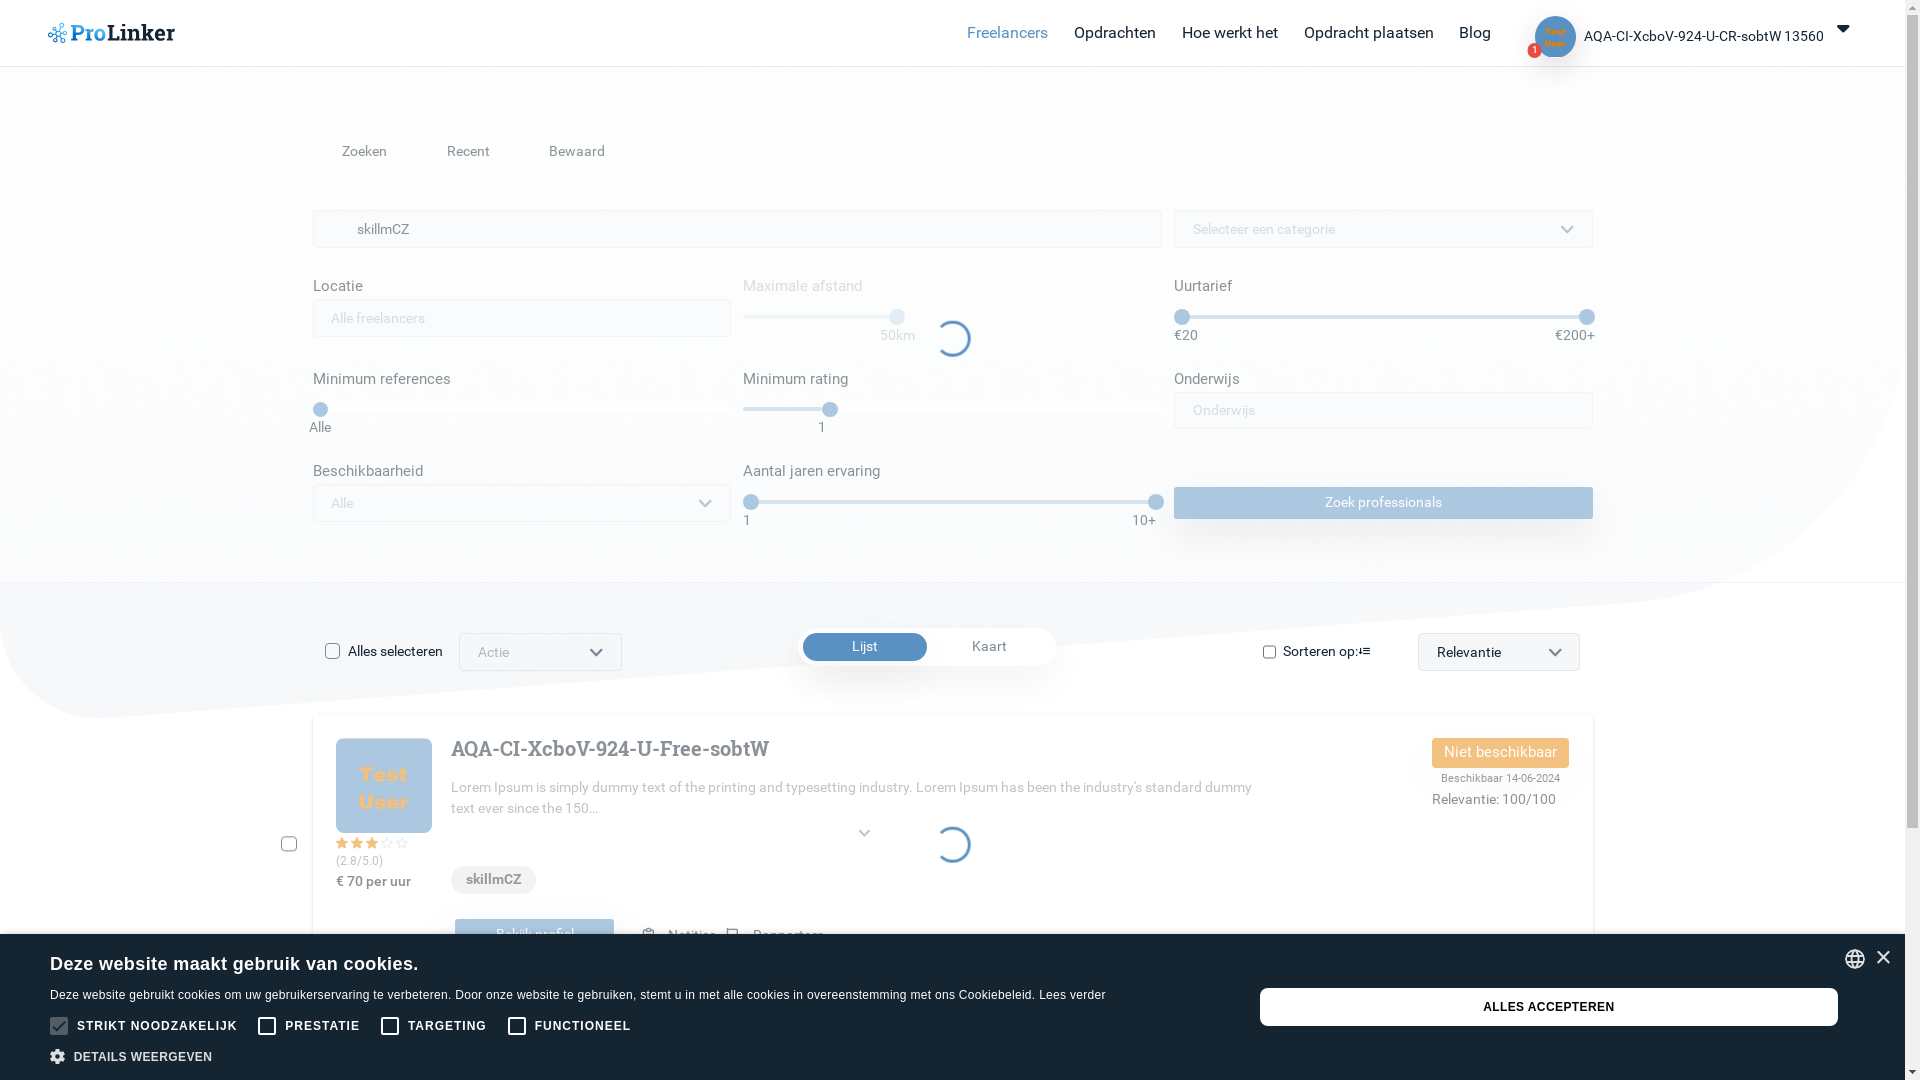 ProLinker
Freelancers Opdrachten Hoe werkt het Opdracht plaatsen Blog
1 Test User AQA-CI-XcboV-924-U-CR-sobtW 13560
Zoeken Recent Bewaard
skillmCZ Selecteer een categorie
Locatie Maximale afstand Uurtarief
Alle freelancers
50km €20 €200+
Minimum references Minimum rating Onderwijs
Onderwijs
Alle 1
Beschikbaarheid Aantal jaren ervaring
Alle Zoek professionals
1 10+
Alles selecteren Actie Lijst Kaart Sorteren op: Relevantie
AQA-CI-XcboV-924-U-Free-sobtW Niet beschikbaar
Test
User
Beschikbaar 14-06-2024
Lorem Ipsum is simply dummy text of the printing and typesetting industry. Lorem Ipsum has been the industry's standard dummy
text ever since the 150...
Relevantie: 100/100
(2.8/5.0)
€ 70 per uur skillmCZ
Bekijk profiel Notities Rapporteer
Deze website maakt gebruik van cookies.
Deze website gebruikt cookies om uw gebruikerservaring te verbeteren. Door onze website te gebruiken, stemt u in met alle cookies in overeenstemming met ons Cookiebeleid. Lees verder
ALLES ACCEPTEREN
STRIKT NOODZAKELIJK PRESTATIE TARGETING FUNCTIONEEL
DETAILS WEERGEVEN